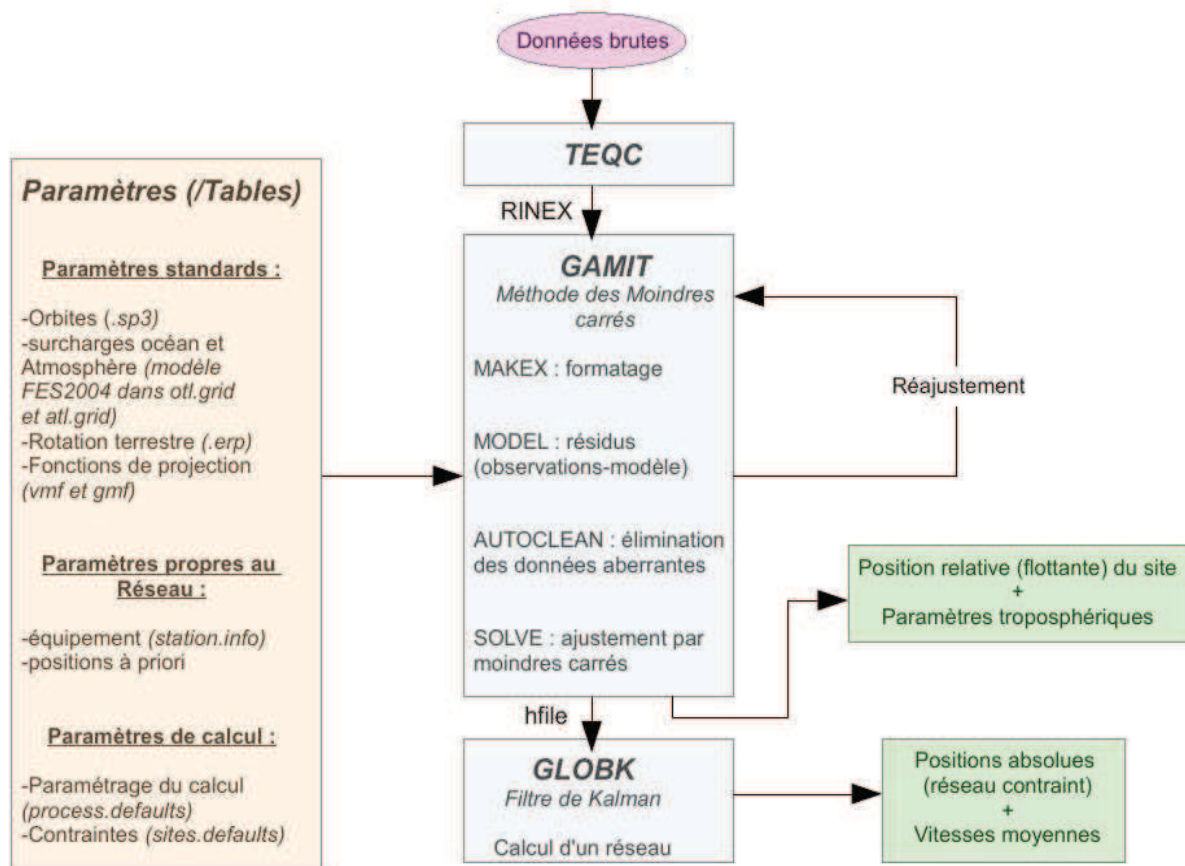 Données brutes
TEQC
RINEX
Paramètres (/Tables)
Paramètres standards :
-Orbites (.sp3)
-surcharges océan et
Atmosphère (modèle
FES2004 dans otl.grid
et atl.grid)
-Rotation terrestre (.erp)
-Fonctions de projection
(vmf et gmf)
Paramètres propres au
Réseau :
-équipement (station.info)
-positions à priori
Paramètres de calcul :
-Paramétrage du calcul
(process.defaults)
-Contraintes (sites.defaults)
GAMIT
Méthode des Moindres
carrés
MAKEX : formatage
MODEL : résidus
(observations-modèle)
AUTOCLEAN : élimination
des données aberrantes
SOLVE : ajustement par
moindres carrés
Réajustement
Position relative (flottante) du site
+
Paramètres troposphériques
hfile
GLOBK
Filtre de Kalman
Calcul d'un réseau
Positions absolues
(réseau contraint)
+
Vitesses moyennes